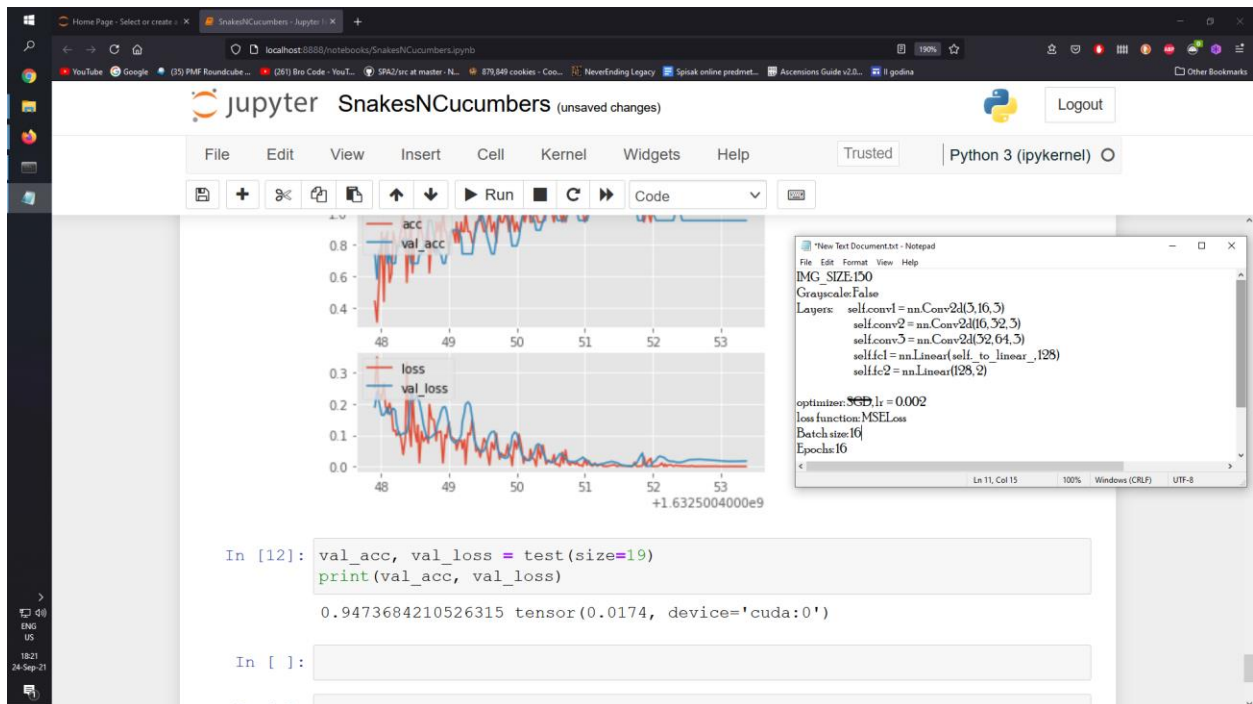 Home Page - Select or create a
SnakesNCucumbers - Jupyter N
localhost:8888/notebooks/SnakesNCucumbers.ipynb
190%
YouTube
Google
(35) PMF Roundcube ...
(261) Bro Code - YouT...
SPA2/src at master · N...
879,849 cookies - Coo...
NeverEnding Legacy
Spisak online predmet...
Ascensions Guide v2.0...
II godina
Other Bookmarks
jupyter SnakesNCucumbers (unsaved changes)
Logout
File Edit View Insert Cell Kernel Widgets Help
Trusted
Python 3 (ipykernel)
Run
Code
1.0
0.8
0.6
0.4
acc
val_acc
48 49 50 51 52 53
0.3
0.2
0.1
0.0
loss
val_loss
48 49 50 51 52 53
+1.6325004000e9
*New Text Document.txt - Notepad
File Edit Format View Help
IMG_SIZE:150
Grayscale:False
Layers: self.conv1 = nn.Conv2d(3,16,3)
self.conv2 = nn.Conv2d(16,32,3)
self.conv3 = nn.Conv2d(32,64,3)
self.fc1 = nn.Linear(self._to_linear_,128)
self.fc2 = nn.Linear(128,2)
optimizer: SGD, lr = 0.002
loss function: MSELoss
Batch size:16
Epochs:16
Ln 11, Col 15 100% Windows (CRLF) UTF-8
In [12]: val_acc, val_loss = test(size=19)
print(val_acc, val_loss)
0.9473684210526315 tensor(0.0174, device='cuda:0')
In [ ]:
ENG
US
18:21
24-Sep-21